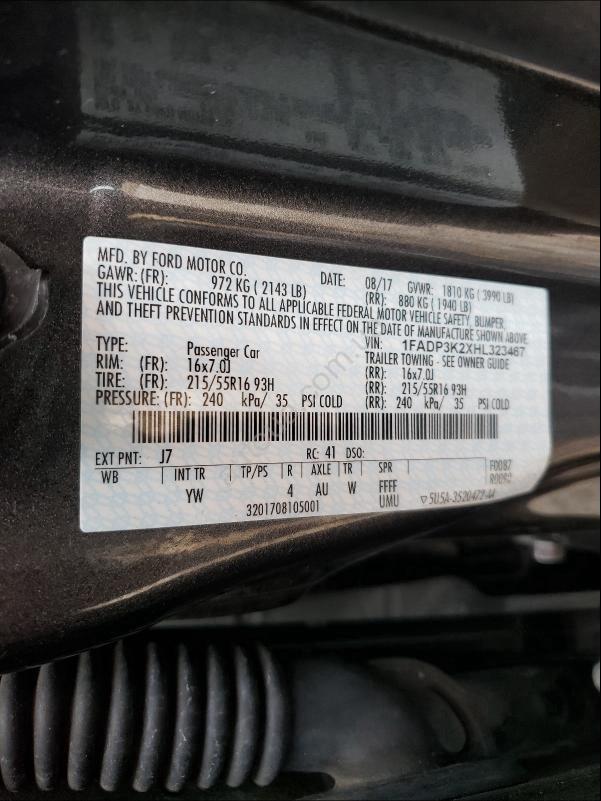 MFD. BY FORD MOTOR CO.
DATE: 08/17 GVWR: 1810 KG ( 3990 LB)
GAWR: (FR): 972 KG ( 2143 LB) (RR): 880 KG ( 1940 LB)
THIS VEHICLE CONFORMS TO ALL APPLICABLE FEDERAL MOTOR VEHICLE SAFETY, BUMPER,
AND THEFT PREVENTION STANDARDS IN EFFECT ON THE DATE OF MANUFACTURE SHOWN ABOVE.
VIN: 1FADP3K2XHL323467
TYPE: Passenger Car TRAILER TOWING - SEE OWNER GUIDE
RIM: (FR): 16x7.0J (RR): 16x7.0J
TIRE: (FR): 215/55R16 93H (RR): 215/55R16 93H
PRESSURE: (FR): 240 kPa/ 35 PSI COLD (RR): 240 kPa/ 35 PSI COLD
EXT PNT: J7 RC: 41 DSO:
WB INT TR TP/PS R AXLE TR SPR F0087
YW 4 AU W FFFF
UMU
3201708105001